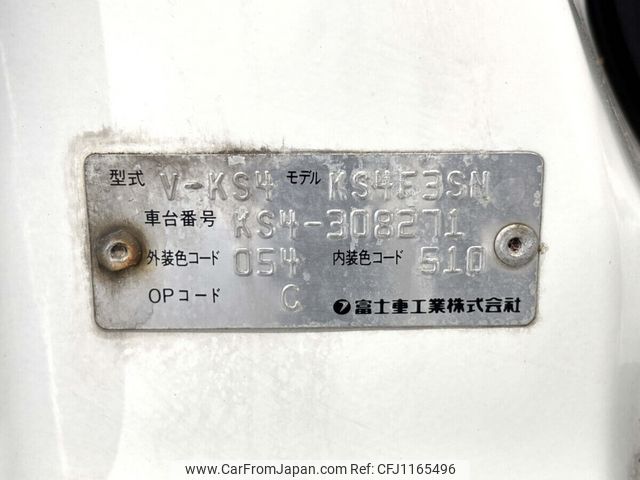 型式 V-KS4 モデル KS4F3SN
車台番号 KS4-308271
外装色コード 054 内装色コード 510
OPコード C 富士重工業株式会社
www.CarFromJapan.com | REF: CFJ1165496